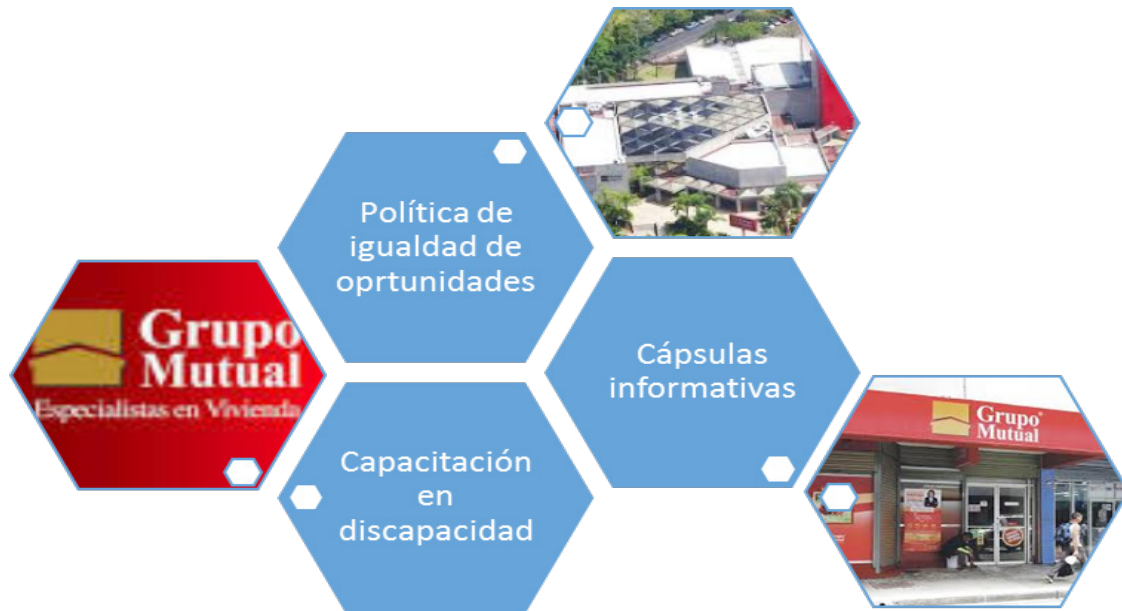 Política de
igualdad de
oprtunidades
Grupo
Mutual
Especialistas en Vivienda
Cápsulas
informativas
Capacitación
en
discapacidad
Grupo
Mutual